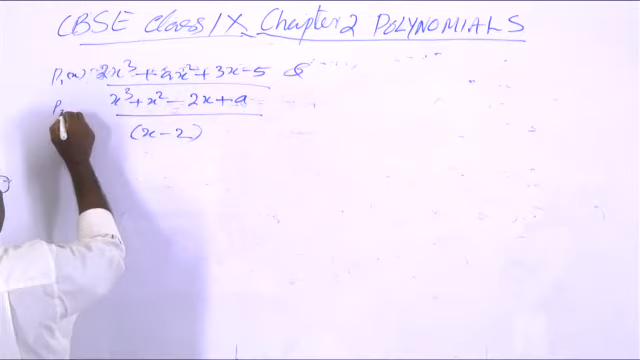 CBSE Class IX Chapter 2 POLYNOMIALS
P₁(x) = 2x³ + ax² + 3x - 5 &
P x³ + x² - 2x + a
(x - 2)